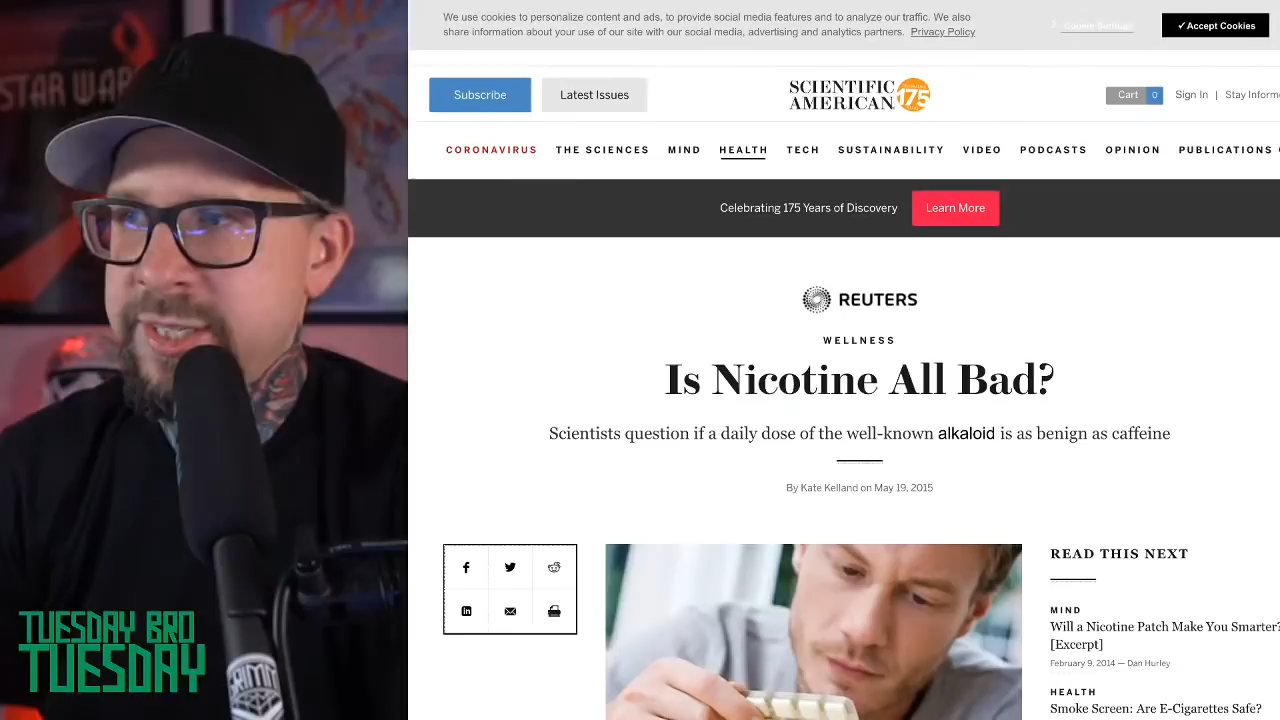 STAR WAR
TUESDAY BRO
TUESDAY
GRIMM
We use cookies to personalize content and ads, to provide social media features and to analyze our traffic. We also
share information about your use of our site with our social media, advertising and analytics partners. Privacy Policy
Cookie Settings
✓Accept Cookies
Subscribe
Latest Issues
SCIENTIFIC
AMERICAN
175
Cart 0
Sign In | Stay Inform
CORONAVIRUS THE SCIENCES MIND HEALTH TECH SUSTAINABILITY VIDEO PODCASTS OPINION PUBLICATIONS
Celebrating 175 Years of Discovery
Learn More
REUTERS
WELLNESS
Is Nicotine All Bad?
Scientists question if a daily dose of the well-known alkaloid is as benign as caffeine
By Kate Kelland on May 19, 2015
READ THIS NEXT
MIND
Will a Nicotine Patch Make You Smarter?
[Excerpt]
February 9, 2014 — Dan Hurley
HEALTH
Smoke Screen: Are E-Cigarettes Safe?